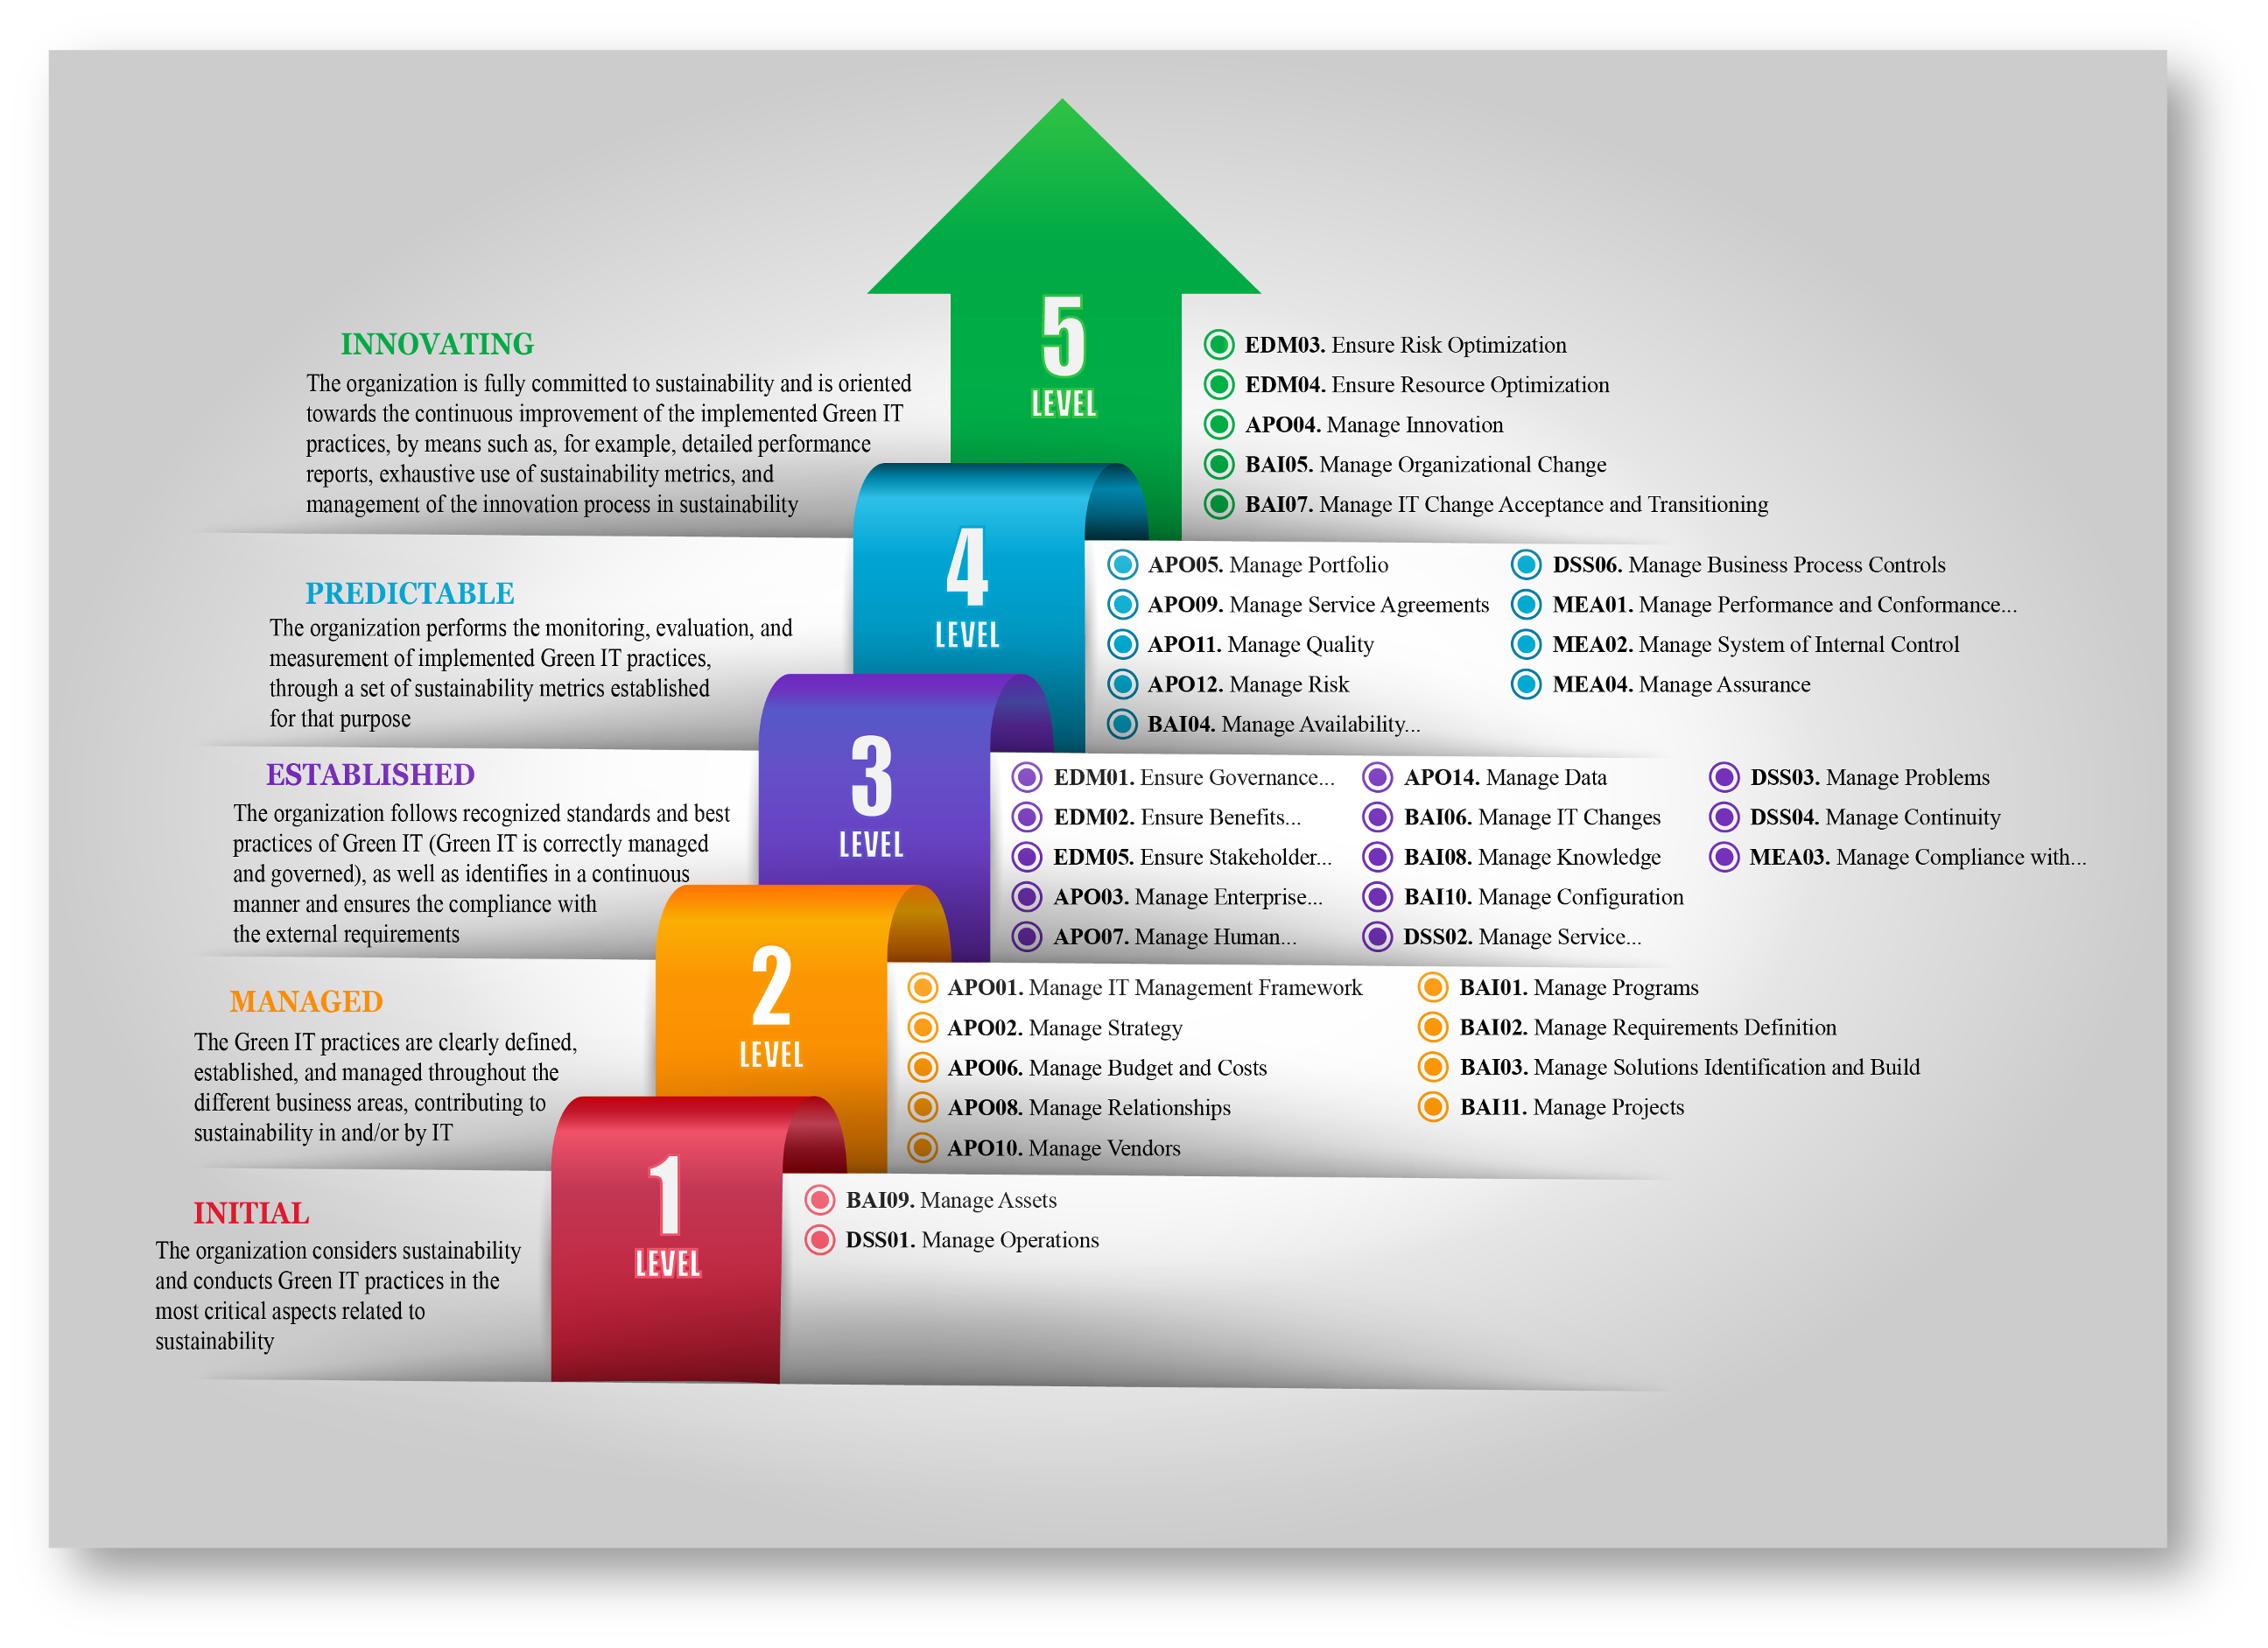 INNOVATING
The organization is fully committed to sustainability and is oriented
towards the continuous improvement of the implemented Green IT
practices, by means such as, for example, detailed performance
reports, exhaustive use of sustainability metrics, and
management of the innovation process in sustainability
5
LEVEL
EDM03. Ensure Risk Optimization
EDM04. Ensure Resource Optimization
APO04. Manage Innovation
BAI05. Manage Organizational Change
BAI07. Manage IT Change Acceptance and Transitioning
PREDICTABLE
The organization performs the monitoring, evaluation, and
measurement of implemented Green IT practices,
through a set of sustainability metrics established
for that purpose
4
LEVEL
APO05. Manage Portfolio
APO09. Manage Service Agreements
APO11. Manage Quality
APO12. Manage Risk
BAI04. Manage Availability...
DSS06. Manage Business Process Controls
MEA01. Manage Performance and Conformance...
MEA02. Manage System of Internal Control
MEA04. Manage Assurance
ESTABLISHED
The organization follows recognized standards and best
practices of Green IT (Green IT is correctly managed
and governed), as well as identifies in a continuous
manner and ensures the compliance with
the external requirements
3
LEVEL
EDM01. Ensure Governance...
EDM02. Ensure Benefits...
EDM05. Ensure Stakeholder...
APO03. Manage Enterprise...
APO07. Manage Human...
APO14. Manage Data
BAI06. Manage IT Changes
BAI08. Manage Knowledge
BAI10. Manage Configuration
DSS02. Manage Service...
DSS03. Manage Problems
DSS04. Manage Continuity
MEA03. Manage Compliance with...
MANAGED
The Green IT practices are clearly defined,
established, and managed throughout the
different business areas, contributing to
sustainability in and/or by IT
2
LEVEL
APO01. Manage IT Management Framework
APO02. Manage Strategy
APO06. Manage Budget and Costs
APO08. Manage Relationships
APO10. Manage Vendors
BAI01. Manage Programs
BAI02. Manage Requirements Definition
BAI03. Manage Solutions Identification and Build
BAI11. Manage Projects
INITIAL
The organization considers sustainability
and conducts Green IT practices in the
most critical aspects related to
sustainability
1
LEVEL
BAI09. Manage Assets
DSS01. Manage Operations